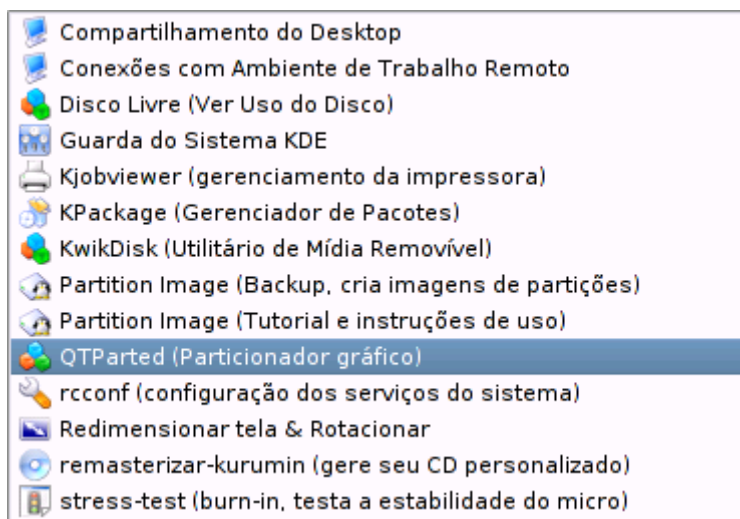 Compartilhamento do Desktop
Conexões com Ambiente de Trabalho Remoto
Disco Livre (Ver Uso do Disco)
Guarda do Sistema KDE
Kjobviewer (gerenciamento da impressora)
KPackage (Gerenciador de Pacotes)
KwikDisk (Utilitário de Mídia Removível)
Partition Image (Backup, cria imagens de partições)
Partition Image (Tutorial e instruções de uso)
QTParted (Particionador gráfico)
rcconf (configuração dos serviços do sistema)
Redimensionar tela & Rotacionar
remasterizar-kurumin (gere seu CD personalizado)
stress-test (burn-in, testa a estabilidade do micro)